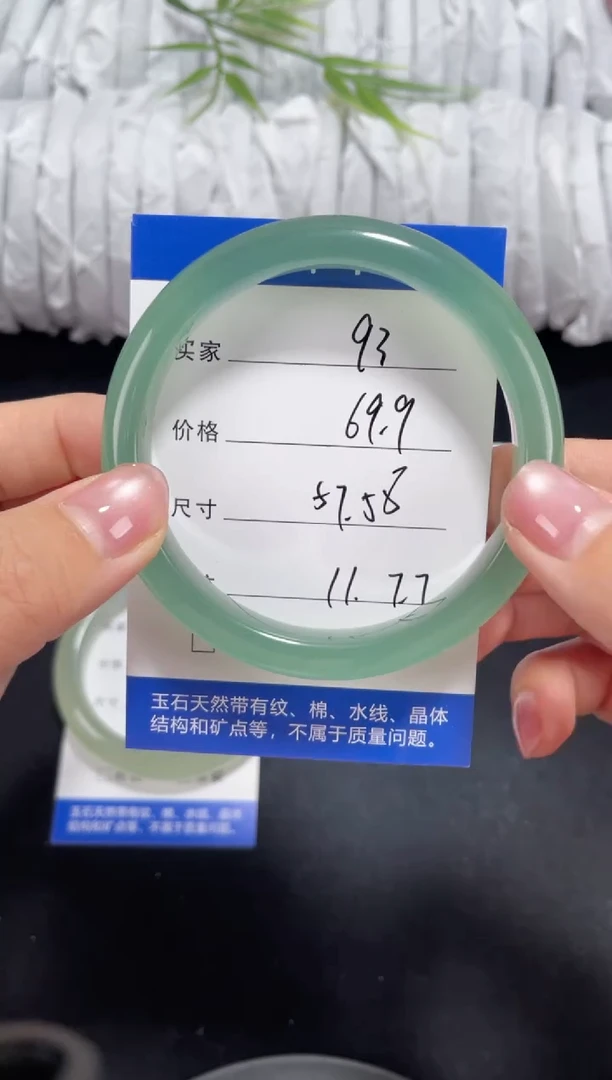 卖家 93
价格 69.9
尺寸 57.58
11.77
玉石天然带有纹、棉、水线、晶体
结构和矿点等，不属于质量问题。